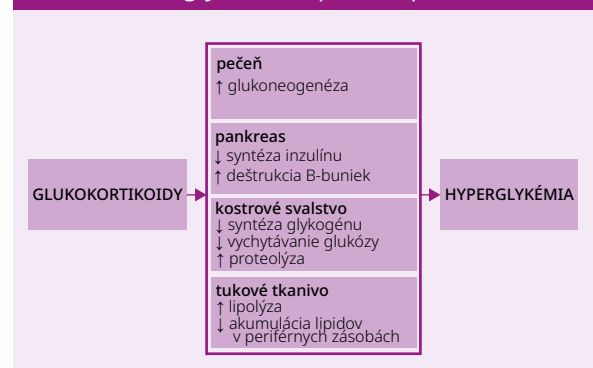 pečeň
↑ glukoneogenéza
pankreas
↓ syntéza inzulínu
↑ deštrukcia B-buniek
GLUKOKORTIKOIDY
HYPERGLYKÉMIA
kostrové svalstvo
↓ syntéza glykogénu
↓ vychytávanie glukózy
↑ proteolýza
tukové tkanivo
↑ lipolýza
↓ akumulácia lipidov
v periférnych zásobách